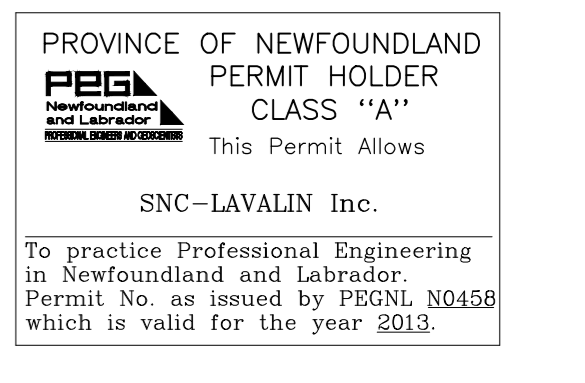 PROVINCE OF NEWFOUNDLAND
PERMIT HOLDER
CLASS "A"
This Permit Allows
PEG
Newfoundland
and Labrador
PROFESSIONAL ENGINEERS AND GEOSCIENTISTS
SNC-LAVALIN Inc.
To practice Professional Engineering
in Newfoundland and Labrador.
Permit No. as issued by PEGNL N0458
which is valid for the year 2013.